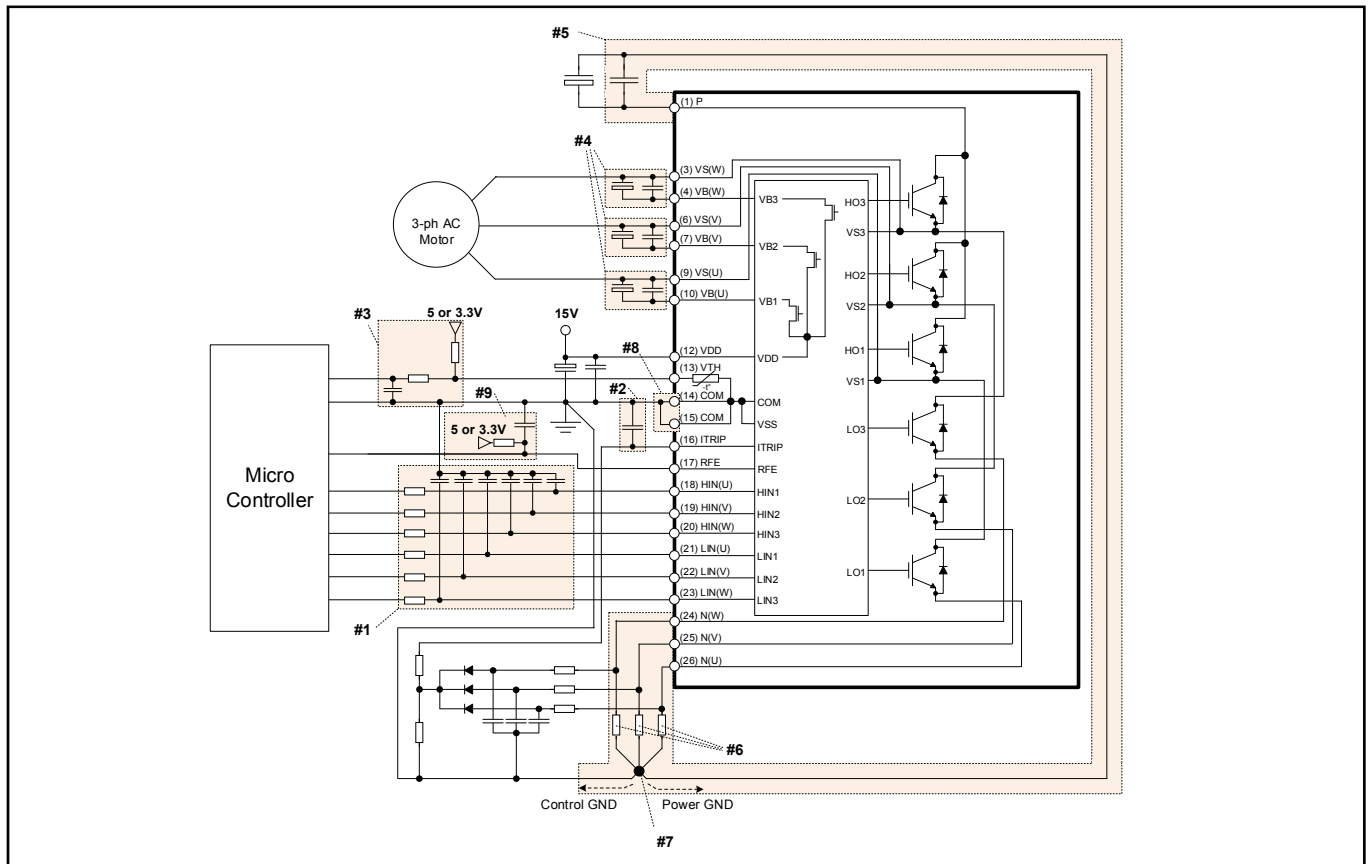 #5
(1) P
#4
(3) VS(W)
(4) VB(W)
VB3
HO3
3-ph AC
Motor
(6) VS(V)
VS3
(7) VB(V)
VB2
HO2
(9) VS(U)
(10) VB(U)
VB1
VS2
#3
5 or 3.3V
15V
#8
HO1
(12) VDD
VDD
(13) VTH
-t°
VS1
#9
#2
(14) COM
COM
(15) COM
VSS
5 or 3.3V
LO3
(16) ITRIP
ITRIP
(17) RFE
RFE
Micro
Controller
(18) HIN(U)
HIN1
LO2
(19) HIN(V)
HIN2
(20) HIN(W)
HIN3
(21) LIN(U)
LIN1
LO1
(22) LIN(V)
LIN2
(23) LIN(W)
LIN3
#1
(24) N(W)
(25) N(V)
(26) N(U)
#6
Control GND
Power GND
#7